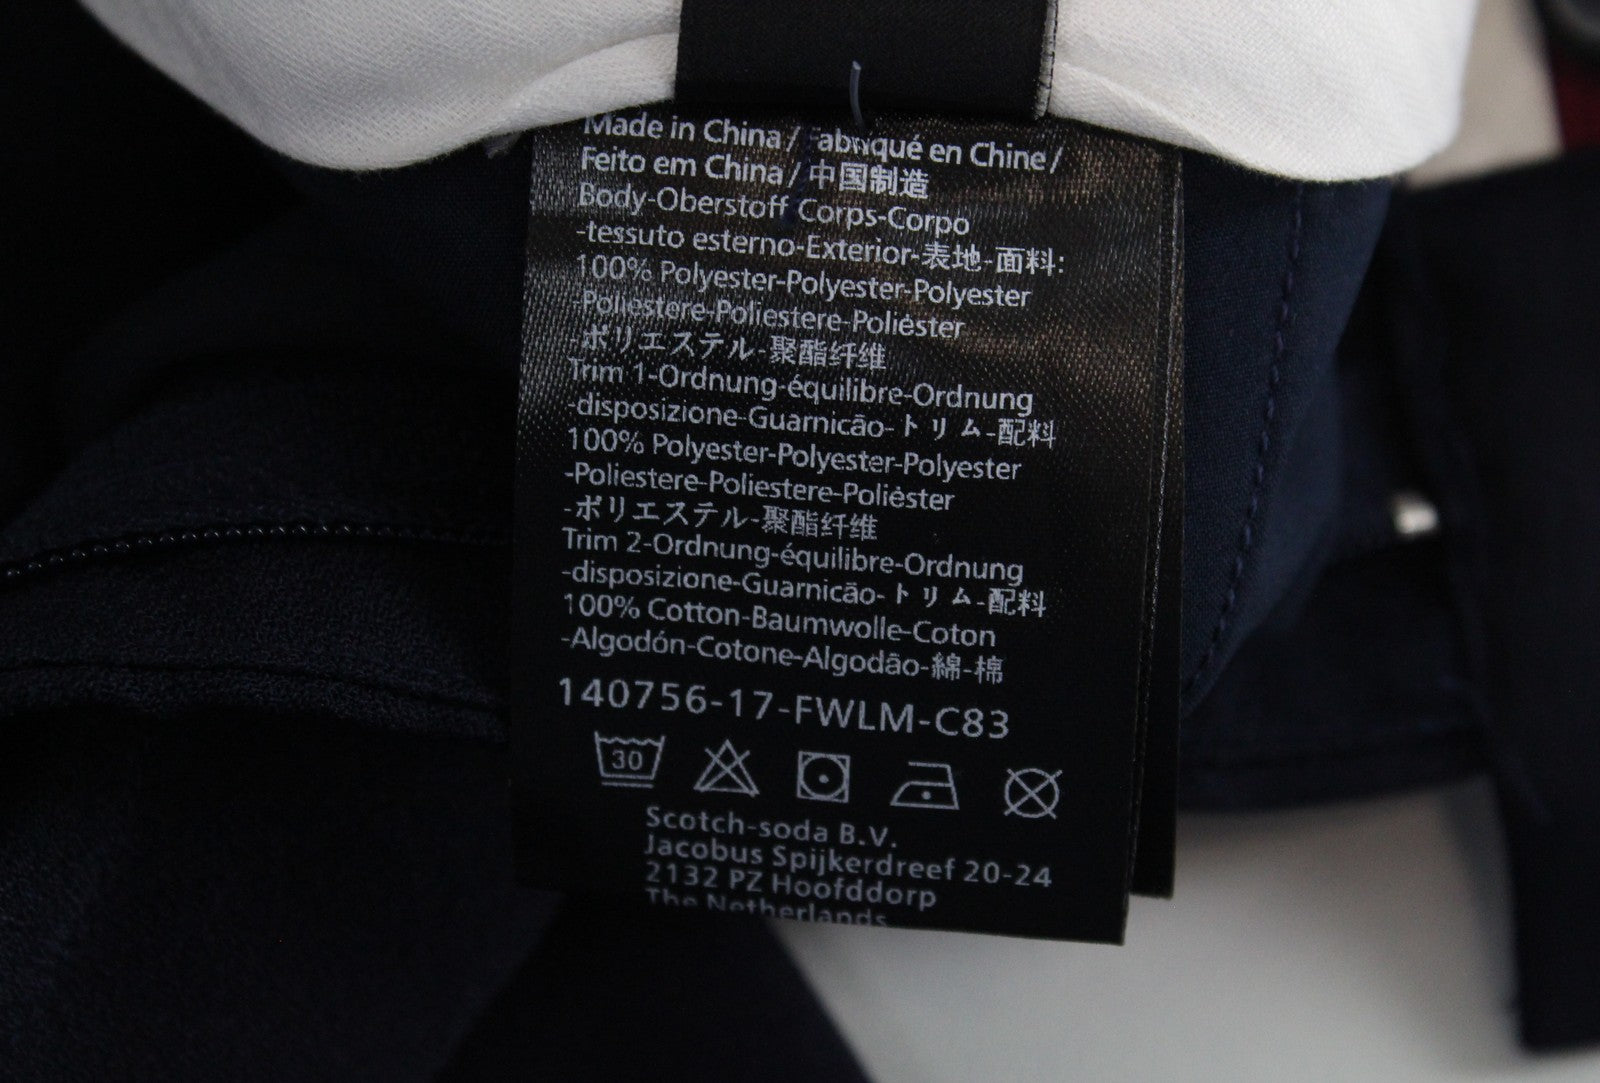 Made in China / Fabriqué en Chine /
Feito em China / 中国制造
Body-Oberstoff Corps-Corpo
-tessuto esterno-Exterior-表地-面料:
100% Polyester-Polyester-Polyester
-Poliestere-Poliestere-Poliéster
-ポリエステル-聚酯纤维
Trim 1-Ordnung-équilibre-Ordnung
-disposizione-Guarnicão-トリム-配料
100% Polyester-Polyester-Polyester
-Poliestere-Poliestere-Poliéster
-ポリエステル-聚酯纤维
Trim 2-Ordnung-équilibre-Ordnung
-disposizione-Guarnicão-トリム-配料
100% Cotton-Baumwolle-Coton
-Algodón-Cotone-Algodão-綿-棉
140756-17-FWLM-C83
30
Scotch-soda B.V.
Jacobus Spijkerdreef 20-24
2132 PZ Hoofddorp
The Netherlands